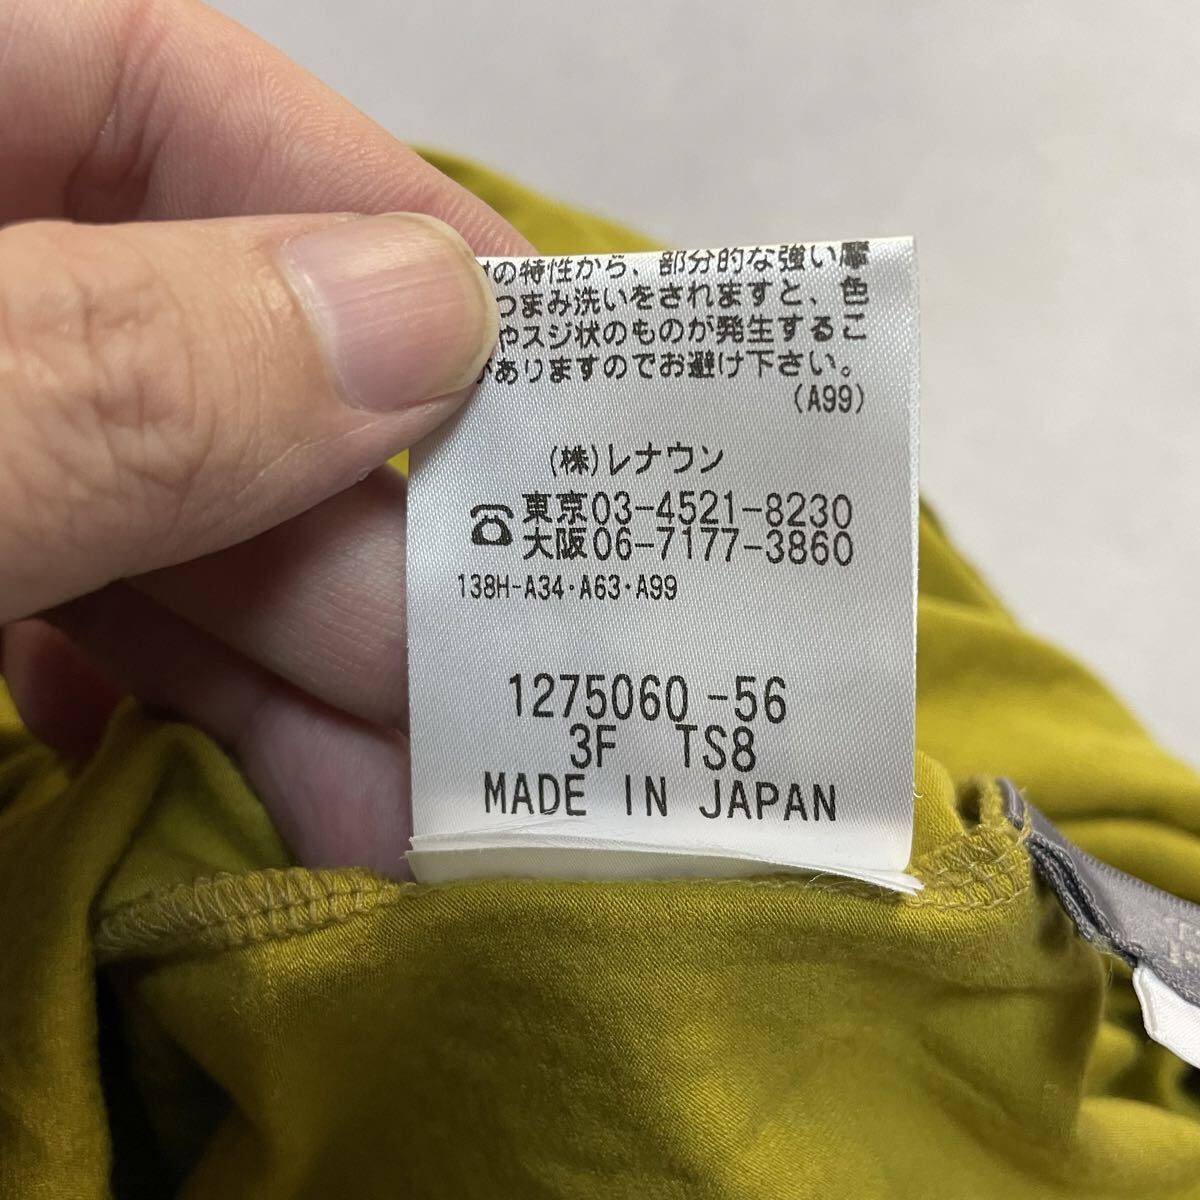 の特性から、部分的な強い摩
つまみ洗いをされますと、色
やスジ状のものが発生するこ
がありますのでお避け下さい。
(A99)
(株)レナウン
☎東京03-4521-8230
大阪06-7177-3860
138H-A34・A63・A99
1275060-56
3F TS8
MADE IN JAPAN